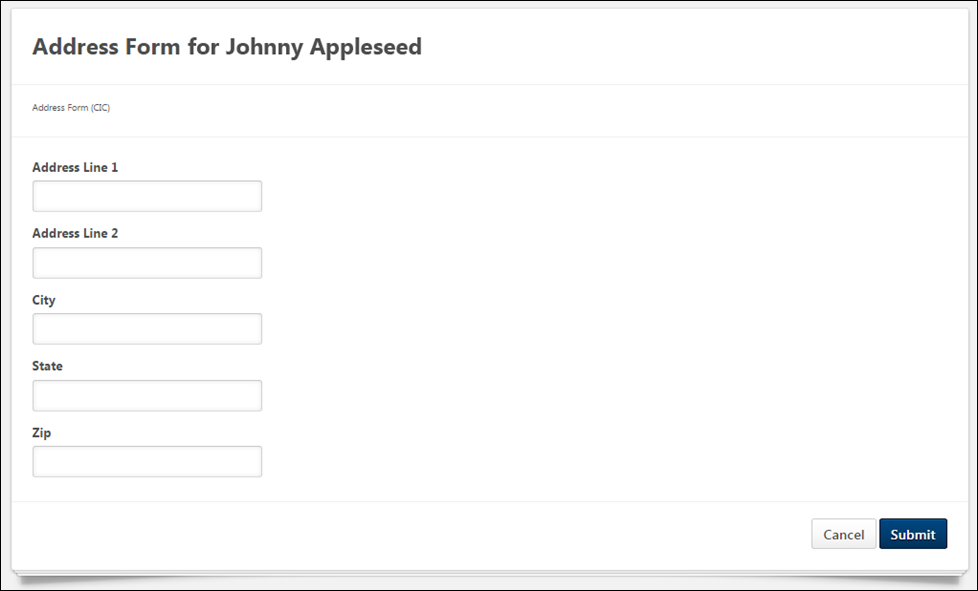 Address Form for Johnny Appleseed
Address Form (CIC)
Address Line 1
Address Line 2
City
State
Zip
Cancel Submit